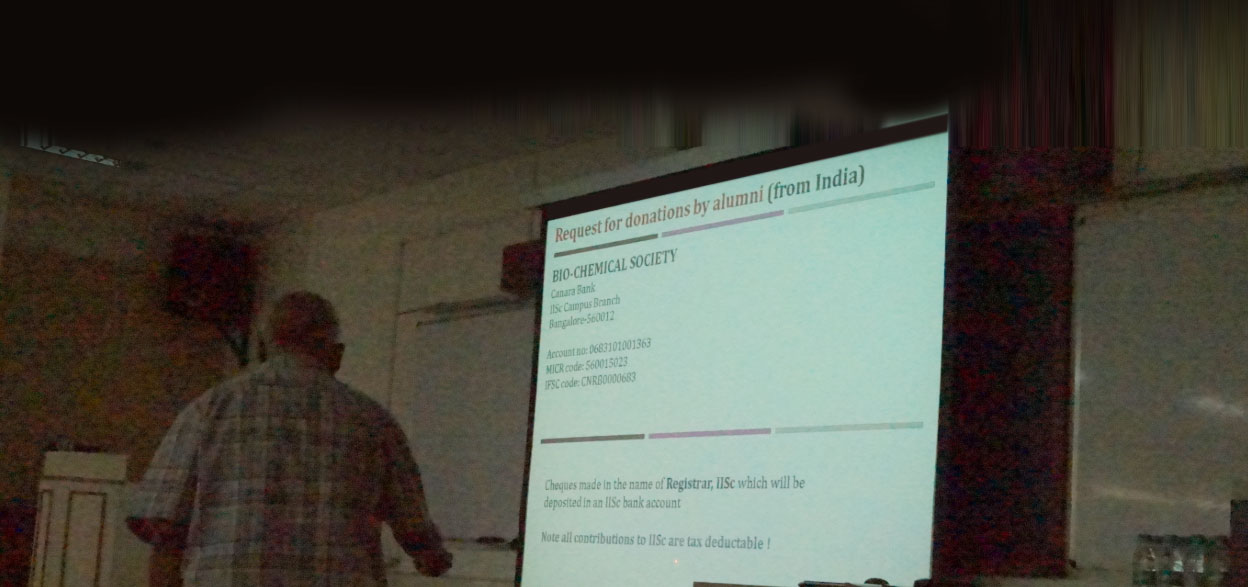 Request for donations by alumni (from India)
BIO-CHEMICAL SOCIETY
Canara Bank
IISc Campus Branch
Bangalore-560012
Account no: 0683101001363
MICR code: 560015023
IFSC code: CNRB0000683
Cheques made in the name of Registrar, IISc which will be
deposited in an IISc bank account
Note all contributions to IISc are tax deductable !